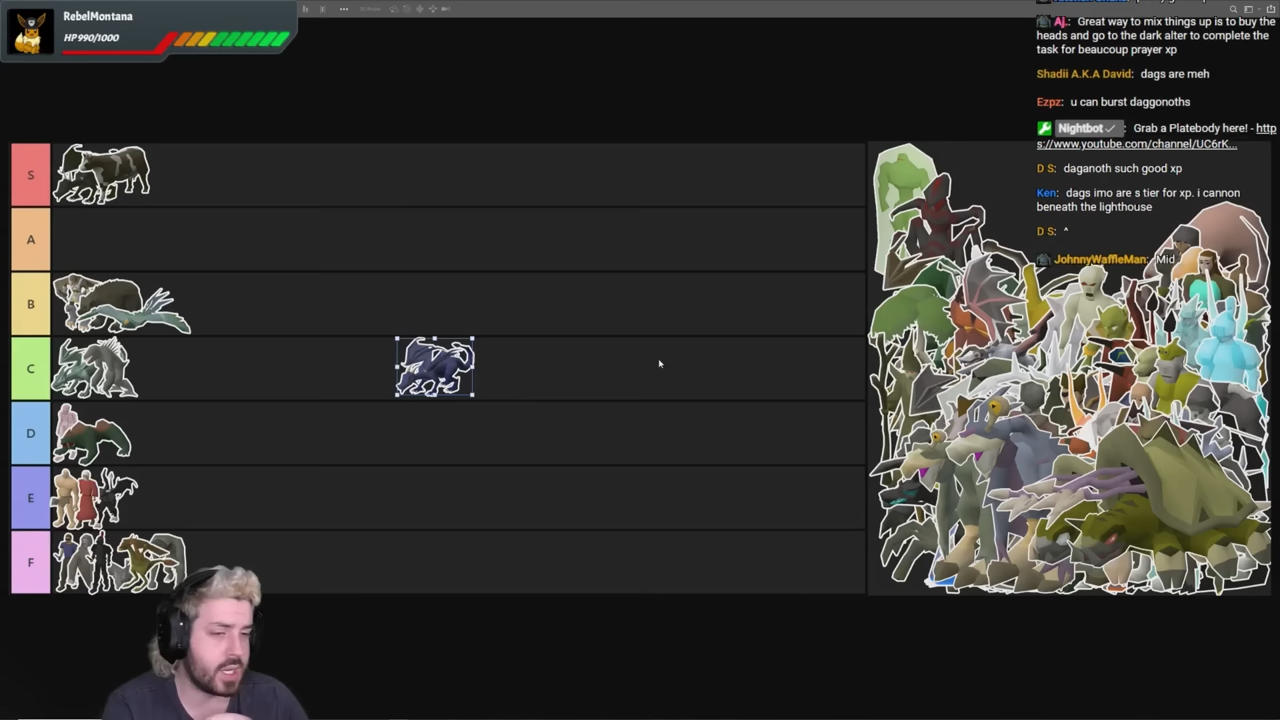 RebelMontana
HP 990/1000
Aj.: Great way to mix things up is to buy the
heads and go to the dark alter to complete the
task for beaucoup prayer xp
Shadii A.K.A David: dags are meh
Ezpz: u can burst daggonoths
Nightbot: Grab a Platebody here! - http
s://www.youtube.com/channel/UC6rK...
D S: daganoth such good xp
Ken: dags imo are s tier for xp. i cannon
beneath the lighthouse
D S: ^
JohnnyWaffleMan: Mid
S
A
B
C
D
E
F